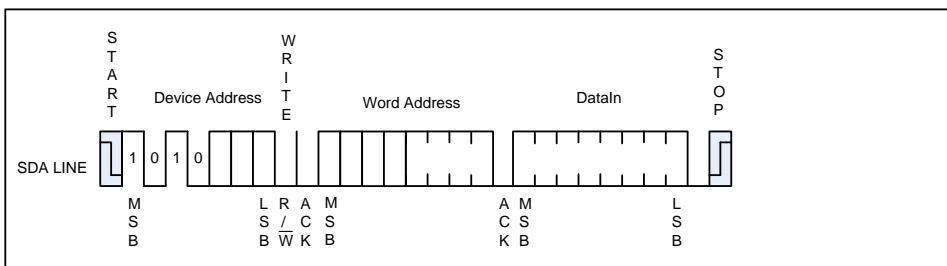 START
WRITE
STOP
Device Address
Word Address
DataIn
SDA LINE
1 0 1 0
MSB
LSB
R/W
ACK
MSB
ACK
MSB
LSB